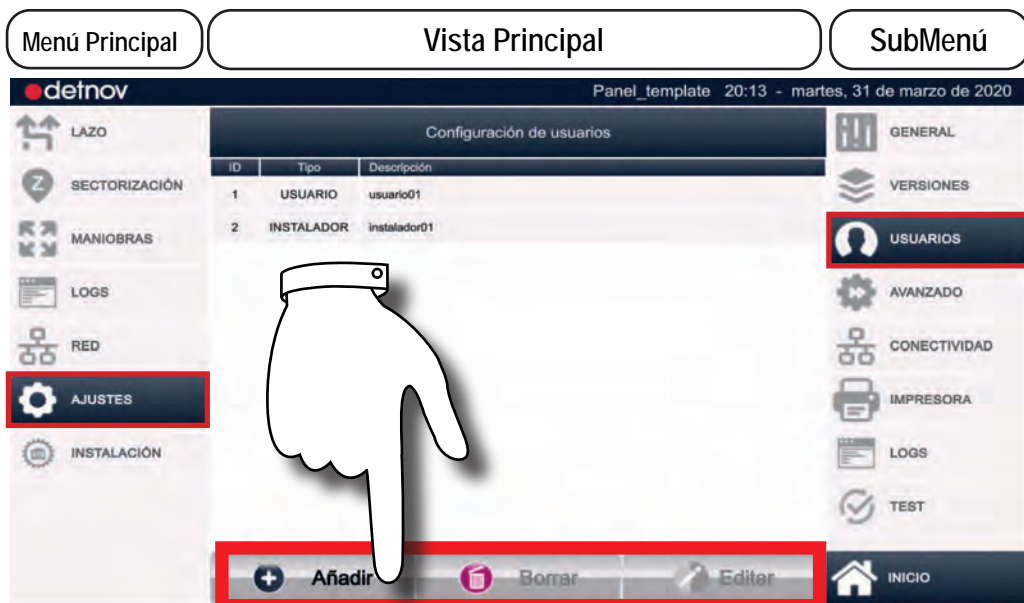 Menú Principal
Vista Principal
SubMenú
detnov
Panel_template 20:13 - martes, 31 de marzo de 2020
LAZO
SECTORIZACIÓN
MANIOBRAS
LOGS
RED
AJUSTES
INSTALACIÓN
Configuración de usuarios
ID Tipo Descripción
1 USUARIO usuario01
2 INSTALADOR instalador01
Añadir Borrar Editar
GENERAL
VERSIONES
USUARIOS
AVANZADO
CONECTIVIDAD
IMPRESORA
LOGS
TEST
INICIO